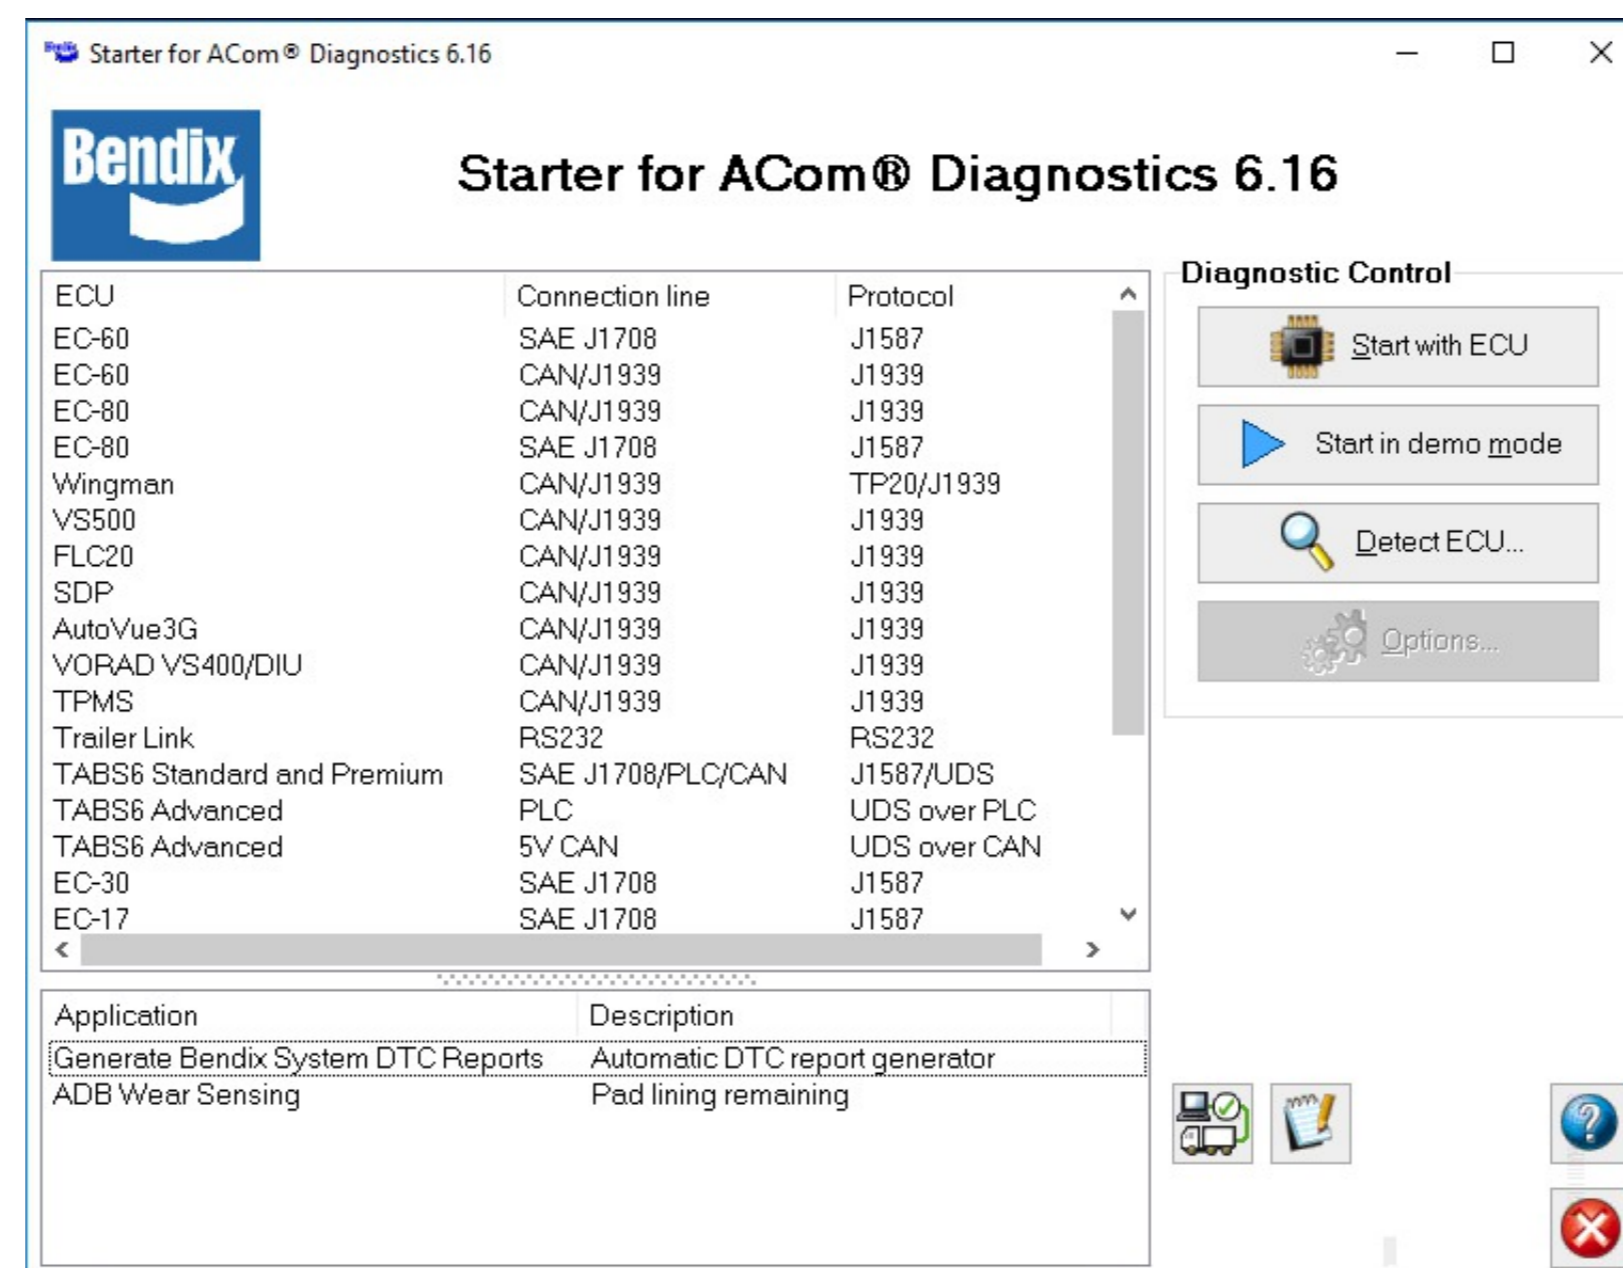 Starter for ACom® Diagnostics 6.16
Bendix
Starter for ACom® Diagnostics 6.16
ECU Connection line Protocol
EC-60 SAE J1708 J1587
EC-60 CAN/J1939 J1939
EC-80 CAN/J1939 J1939
EC-80 SAE J1708 J1587
Wingman CAN/J1939 TP20/J1939
VS500 CAN/J1939 J1939
FLC20 CAN/J1939 J1939
SDP CAN/J1939 J1939
AutoVue3G CAN/J1939 J1939
VORAD VS400/DIU CAN/J1939 J1939
TPMS CAN/J1939 J1939
Trailer Link RS232 RS232
TABS6 Standard and Premium SAE J1708/PLC/CAN J1587/UDS
TABS6 Advanced PLC UDS over PLC
TABS6 Advanced 5V CAN UDS over CAN
EC-30 SAE J1708 J1587
EC-17 SAE J1708 J1587
Diagnostic Control
Start with ECU
Start in demo mode
Detect ECU...
Options...
Application Description
Generate Bendix System DTC Reports Automatic DTC report generator
ADB Wear Sensing Pad lining remaining